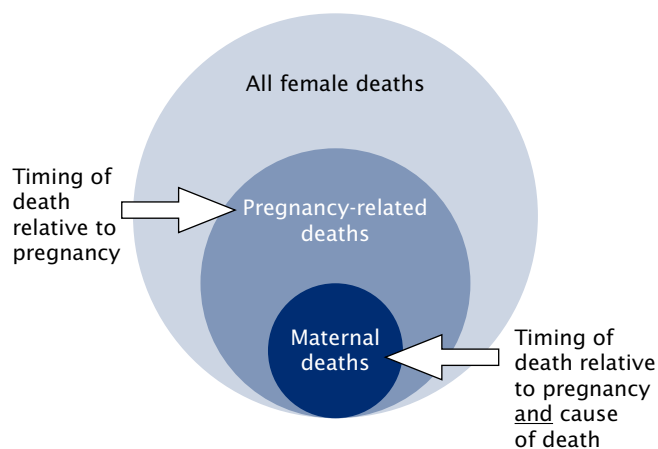 All female deaths
Timing of
death
relative to
pregnancy
Pregnancy-related
deaths
Maternal
deaths
Timing of
death relative
to pregnancy
and cause
of death